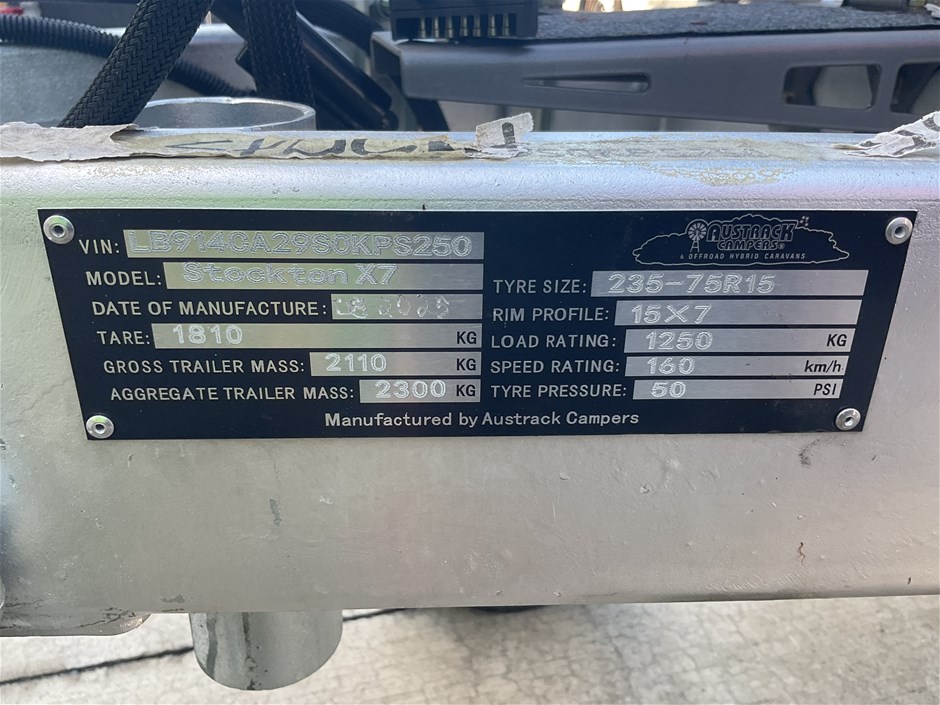 VIN: LB914CA29S0KPS250
MODEL: Stockton X7
DATE OF MANUFACTURE:
TARE: 1810 KG
GROSS TRAILER MASS: 2110 KG
AGGREGATE TRAILER MASS: 2300 KG
AUSTRACK
CAMPERS®
& OFFROAD HYBRID CARAVANS
TYRE SIZE: 235-75R15
RIM PROFILE: 15X7
LOAD RATING: 1250 KG
SPEED RATING: 160 km/h
TYRE PRESSURE: 50 PSI
Manufactured by Austrack Campers